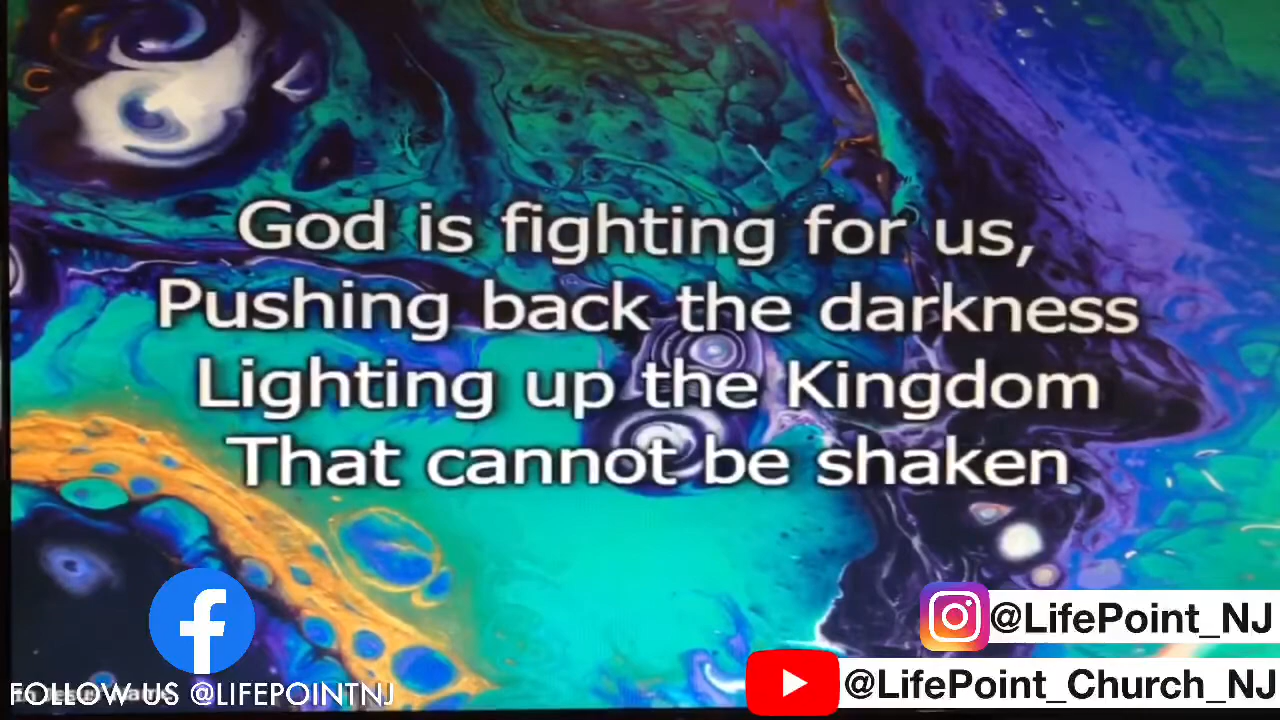 God is fighting for us,
Pushing back the darkness
Lighting up the Kingdom
That cannot be shaken
@LifePoint_NJ
@LifePoint_Church_NJ
FOLLOW US @LIFEPOINTNJ